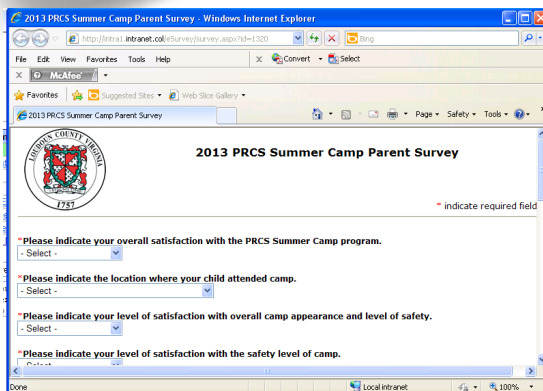 2013 PRCS Summer Camp Parent Survey - Windows Internet Explorer
http://intra1.intranet.col/eSurvey/survey.aspx?id=1320
Bing
File Edit View Favorites Tools Help
x Convert Select
X McAfee
Favorites Suggested Sites Web Slice Gallery
2013 PRCS Summer Camp Parent Survey
Page Safety Tools
LOUDOUN COUNTY VIRGINIA
1757
2013 PRCS Summer Camp Parent Survey
* indicate required field
*Please indicate your overall satisfaction with the PRCS Summer Camp program.
- Select -
*Please indicate the location where your child attended camp.
- Select -
*Please indicate your level of satisfaction with overall camp appearance and level of safety.
- Select -
*Please indicate your level of satisfaction with the safety level of camp.
- Select -
Done
Local intranet
100%